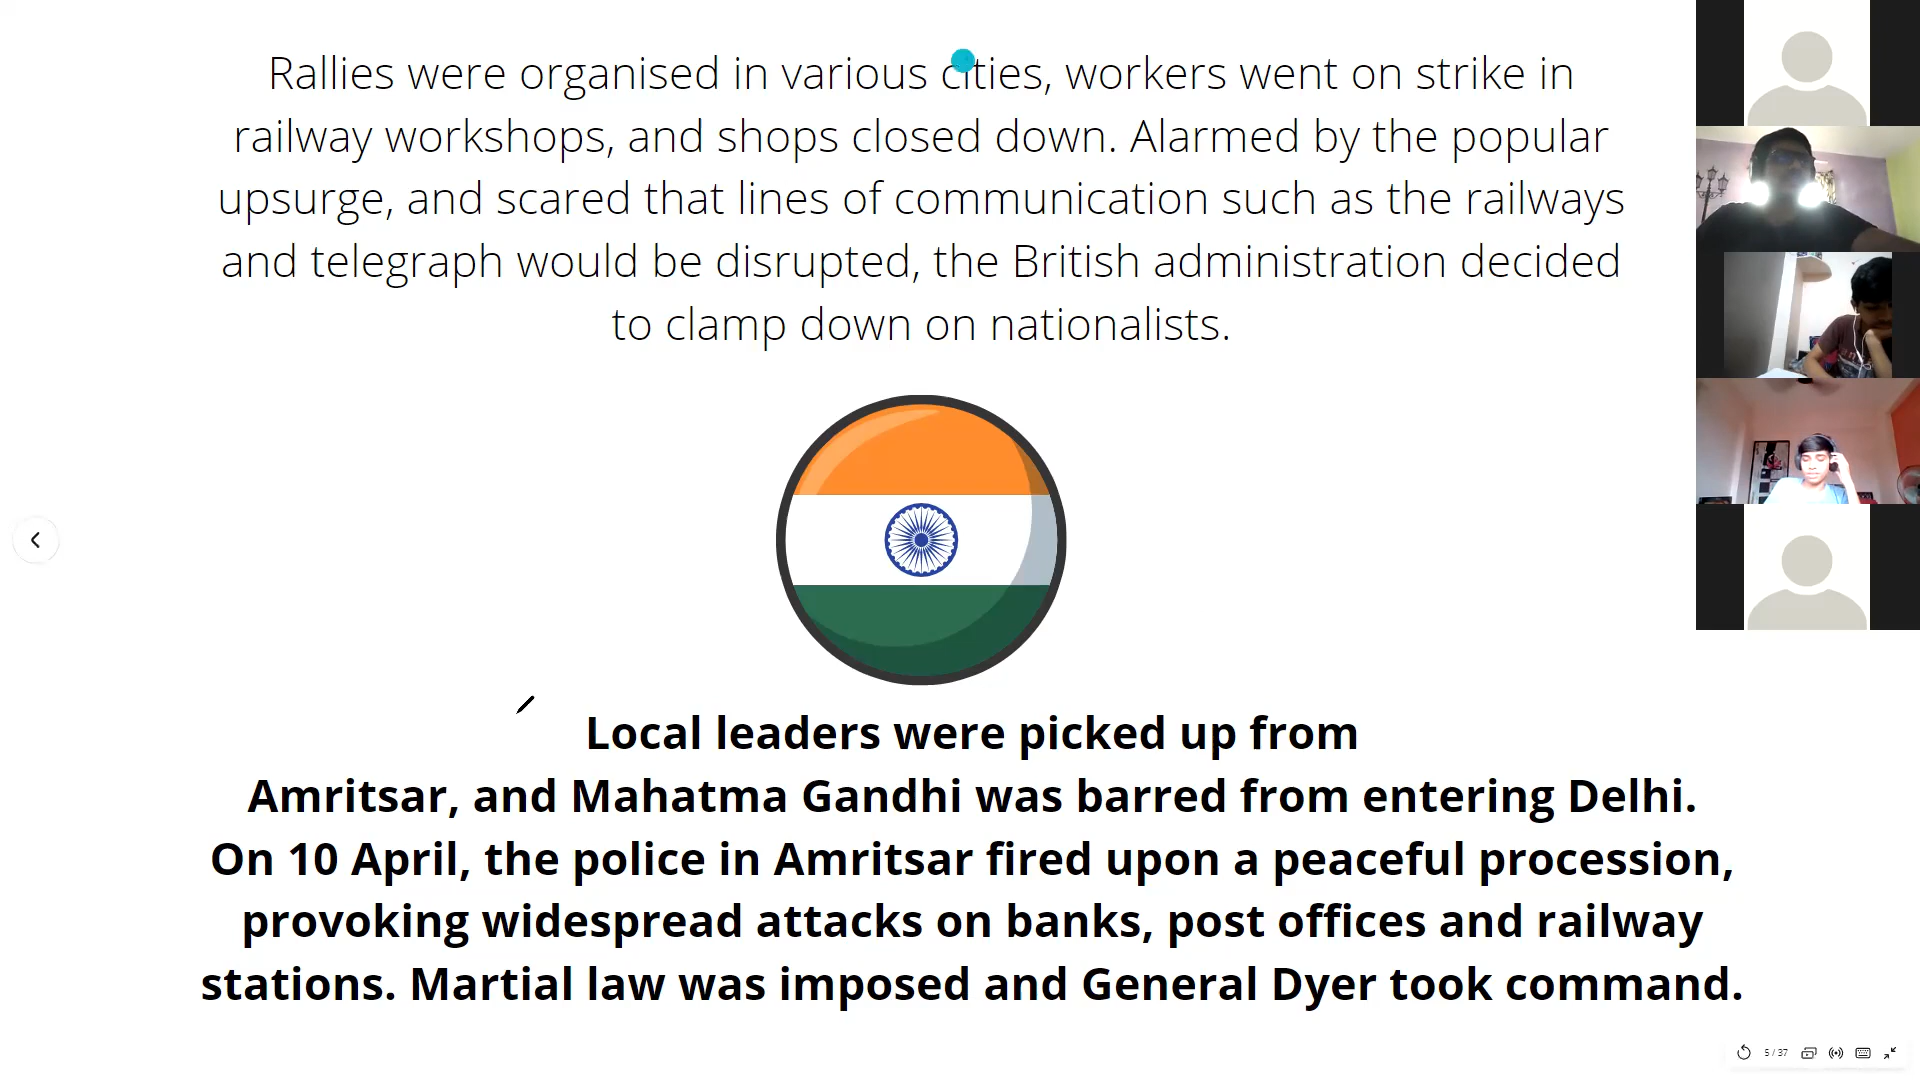 Rallies were organised in various cities, workers went on strike in
railway workshops, and shops closed down. Alarmed by the popular
upsurge, and scared that lines of communication such as the railways
and telegraph would be disrupted, the British administration decided
to clamp down on nationalists.
Local leaders were picked up from
Amritsar, and Mahatma Gandhi was barred from entering Delhi.
On 10 April, the police in Amritsar fired upon a peaceful procession,
provoking widespread attacks on banks, post offices and railway
stations. Martial law was imposed and General Dyer took command.
5 / 37